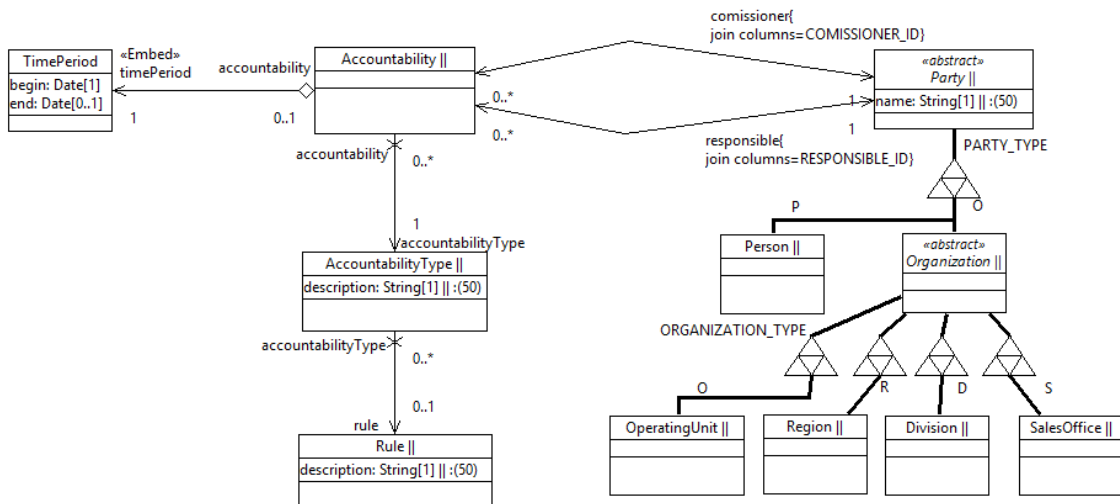 comissioner{
join columns=COMISSIONER_ID}
TimePeriod
begin: Date[1]
end: Date[0..1]
«Embed»
timePeriod
1
accountability
0..1
Accountability ||
0..*
0..*
«abstract»
Party ||
name: String[1] || :(50)
1
1
responsible{
join columns=RESPONSIBLE_ID}
accountability
0..*
1
accountabilityType
PARTY_TYPE
P
O
Person ||
«abstract»
Organization ||
AccountabilityType ||
description: String[1] || :(50)
accountabilityType
0..*
0..1
rule
ORGANIZATION_TYPE
O
R
D
S
OperatingUnit ||
Region ||
Division ||
SalesOffice ||
Rule ||
description: String[1] || :(50)